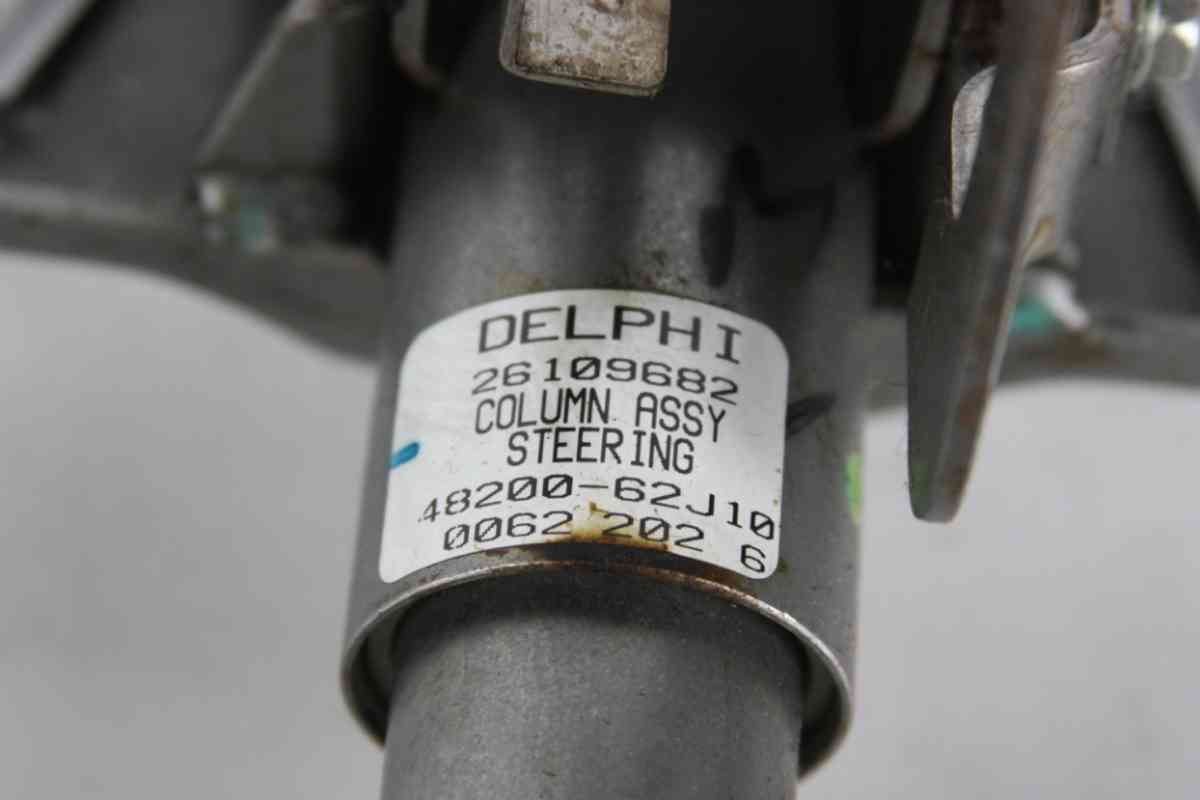 DELPHI
26109682
COLUMN ASSY
STEERING
48200-62J10
0062 202 6